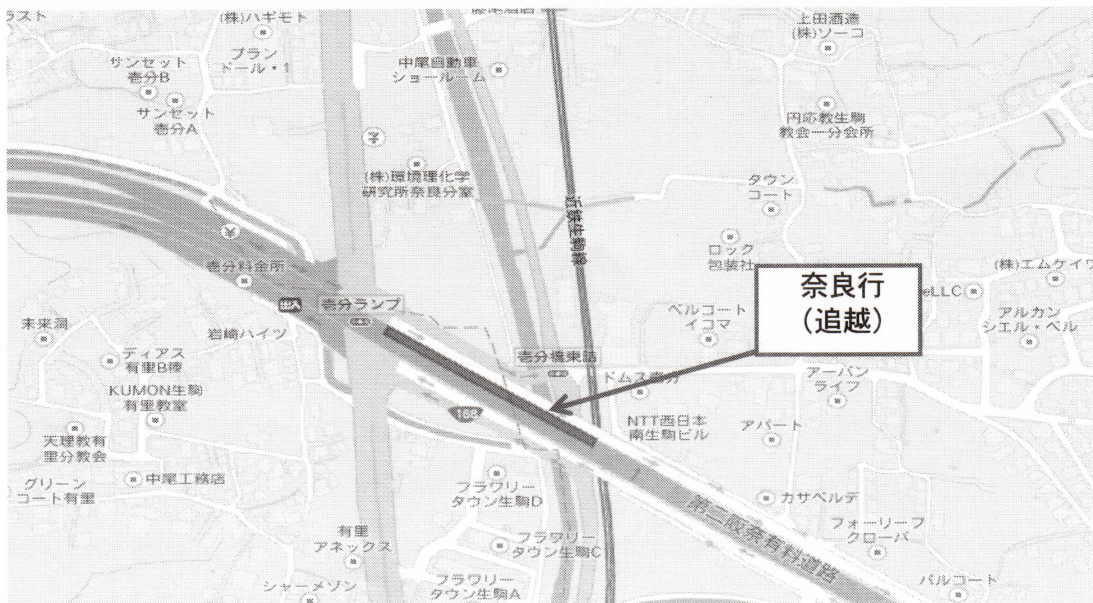 ラスト
(株)ハギモト
上田酒造
(株)ソーコ
サンセット
壱分B
プラン
ドール・1
中尾自動車
ショールーム
サンセット
壱分A
円応教生駒
教会一分会所
(株)環境理化学
研究所奈良分室
タウン
コート
近鉄生駒線
ロック
包装社
壱分料金所
奈良行
(追越)
(株)エムケイワ
eLLC
出入
壱分ランプ
ベルコート
イコマ
アルカン
シエル・ベル
未来洞
岩崎ハイツ
壱分橋東詰
ティアス
有里B棟
ドムス壱分
アーバン
ライフ
KUMON生駒
有里教室
168
NTT西日本
南生駒ビル
アパート
天理教有
里分教会
グリーン
コート有里
中尾工務店
フラワリー
タウン生駒D
カサベルデ
第二阪奈有料道路
フォーリーフ
クローバ
有里
アネックス
フラワリー
タウン生駒C
シャーメゾン
フラワリー
タウン生駒A
パルコート